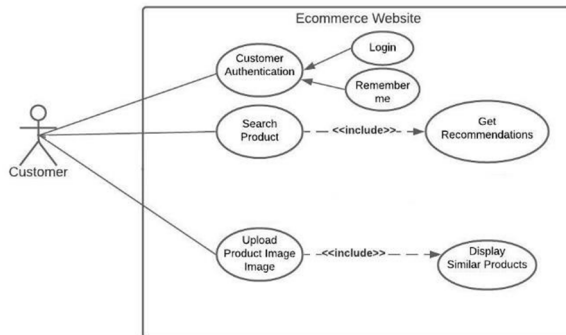 Ecommerce Website
Customer
Authentication
Login
Remember
me
Search
Product
<<include>>
Get
Recommendations
Customer
Upload
Product Image
Image
<<include>>
Display
Similar Products